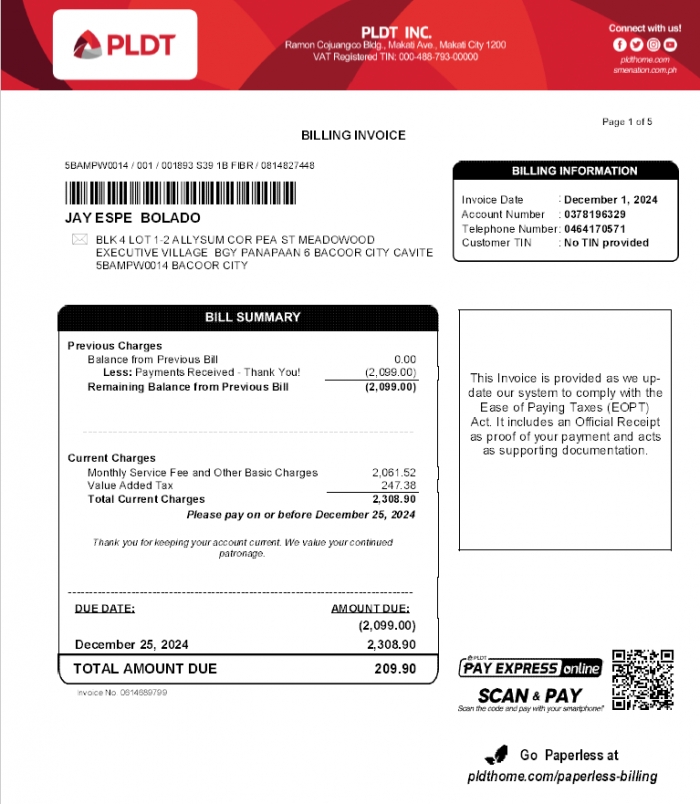 PLDT
PLDT INC.
Ramon Cojuangco Bldg., Makati Ave., Makati City 1200
VAT Registered TIN: 000-488-793-00000
Connect with us!
pldthome.com
smenation.com.ph
Page 1 of 5
BILLING INVOICE
5BAMPW0014 / 001 / 001893 S39 1B FIBR / 0814827448
JAY ESPE BOLADO
BLK 4 LOT 1-2 ALLYSUM COR PEA ST MEADOWOOD
EXECUTIVE VILLAGE BGY PANAPAAN 6 BACOOR CITY CAVITE
5BAMPW0014 BACOOR CITY
BILLING INFORMATION
Invoice Date : December 1, 2024
Account Number : 0378196329
Telephone Number: 0464170571
Customer TIN : No TIN provided
BILL SUMMARY
Previous Charges
Balance from Previous Bill 0.00
Less: Payments Received - Thank You! (2,099.00)
Remaining Balance from Previous Bill (2,099.00)
Current Charges
Monthly Service Fee and Other Basic Charges 2,061.52
Value Added Tax 247.38
Total Current Charges 2,308.90
Please pay on or before December 25, 2024
Thank you for keeping your account current. We value your continued
patronage.
DUE DATE: AMOUNT DUE:
(2,099.00)
December 25, 2024 2,308.90
TOTAL AMOUNT DUE 209.90
Invoice No 0614689799
This Invoice is provided as we up-
date our system to comply with the
Ease of Paying Taxes (EOPT)
Act. It includes an Official Receipt
as proof of your payment and acts
as supporting documentation.
PLDT
PAY EXPRESS online
SCAN & PAY
Scan the code and pay with your smartphone!
Go Paperless at
pldthome.com/paperless-billing